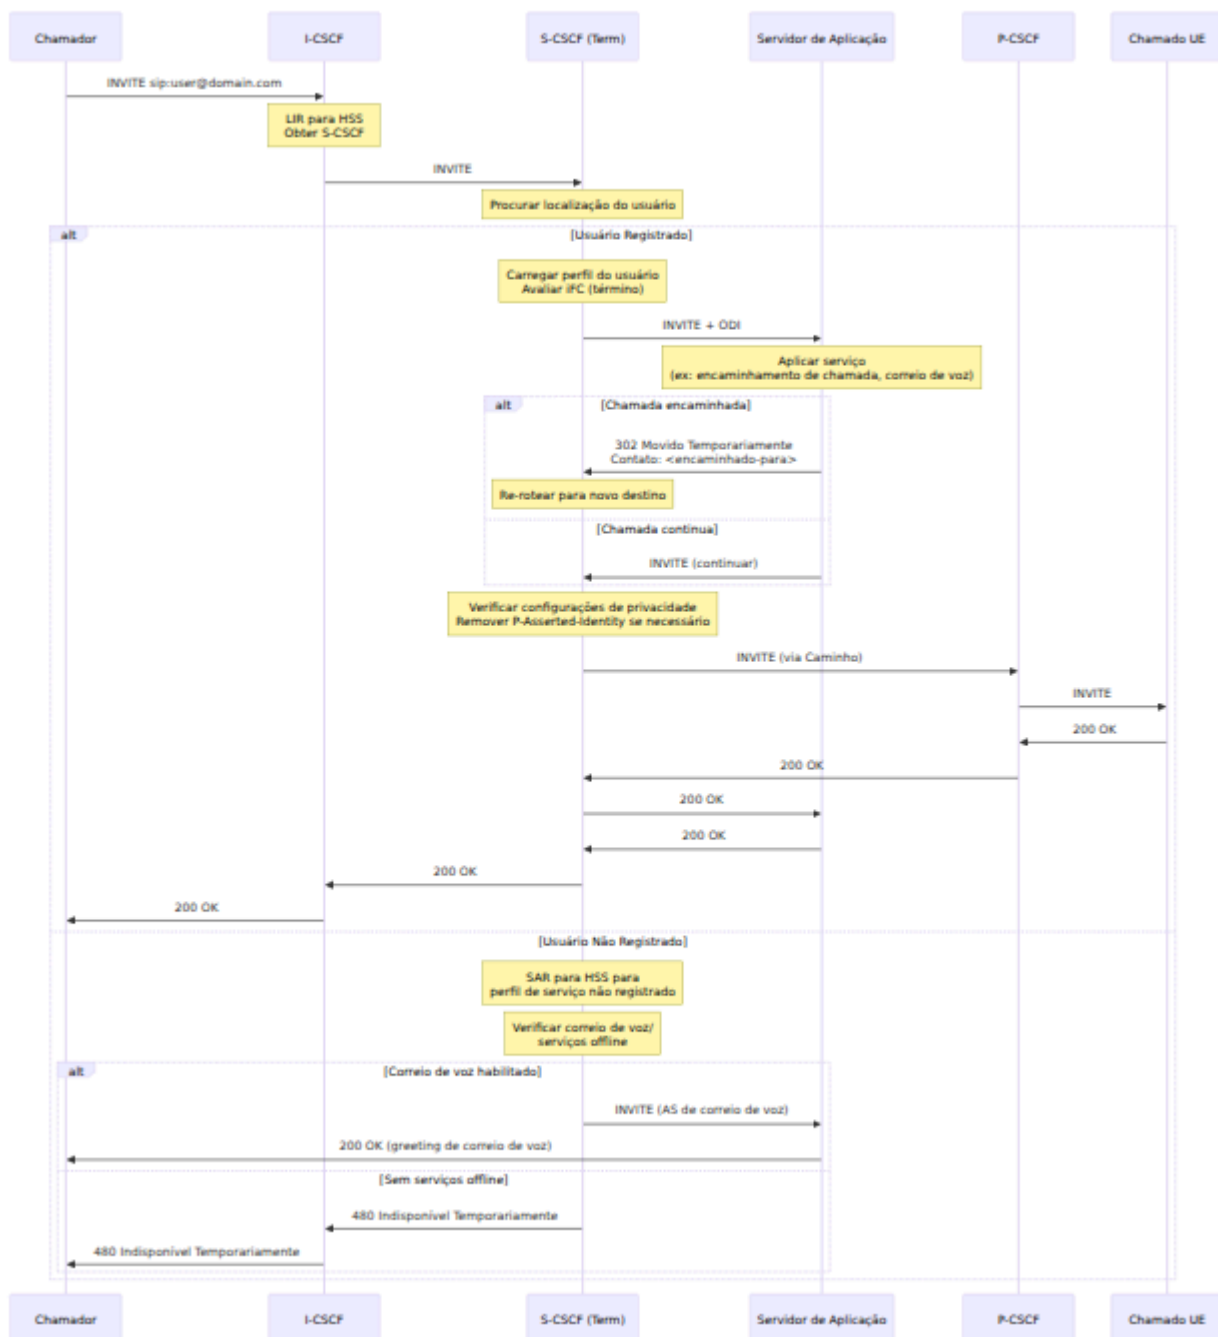 Chamador
I-CSCF
S-CSCF (Term)
Servidor de Aplicação
P-CSCF
Chamado UE
INVITE sip:user@domain.com
LIR para HSS
Obter S-CSCF
INVITE
Procurar localização do usuário
alt
[Usuário Registrado]
Carregar perfil do usuário
Avaliar iFC (término)
INVITE + ODI
Aplicar serviço
(ex: encaminhamento de chamada, correio de voz)
alt
[Chamada encaminhada]
302 Movido Temporariamente
Contato: <encaminhado-para>
Re-rotear para novo destino
[Chamada continua]
INVITE (continuar)
Verificar configurações de privacidade
Remover P-Asserted-Identity se necessário
INVITE (via Caminho)
INVITE
200 OK
200 OK
200 OK
200 OK
200 OK
200 OK
[Usuário Não Registrado]
SAR para HSS para
perfil de serviço não registrado
Verificar correio de voz/
serviços offline
alt
[Correio de voz habilitado]
INVITE (AS de correio de voz)
200 OK (greeting de correio de voz)
[Sem serviços offline]
480 Indisponível Temporariamente
480 Indisponível Temporariamente
Chamador
I-CSCF
S-CSCF (Term)
Servidor de Aplicação
P-CSCF
Chamado UE